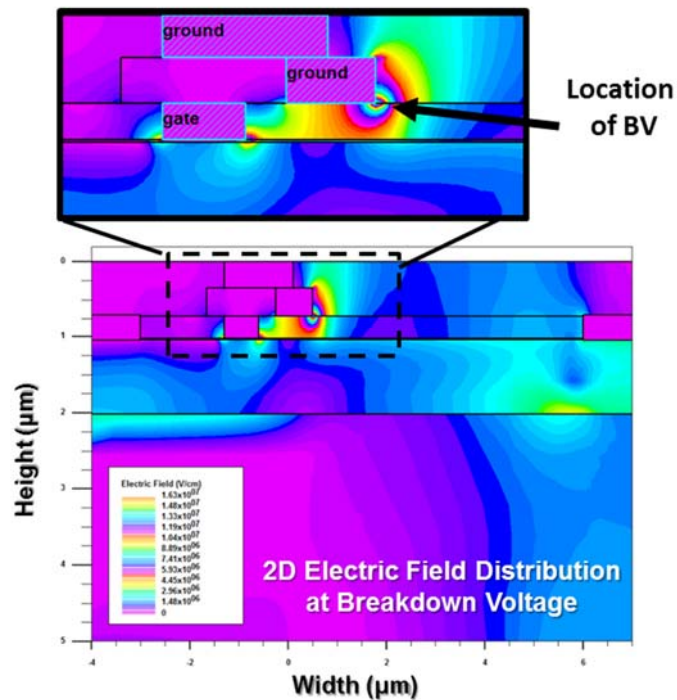 ground
ground
gate
Location
of BV
0
1
2
3
4
5
Height (µm)
Electric Field (V/cm)
1.63x10^07
1.48x10^07
1.33x10^07
1.19x10^07
1.04x10^07
8.89x10^06
7.41x10^06
5.93x10^06
4.45x10^06
2.96x10^06
1.48x10^06
0
2D Electric Field Distribution
at Breakdown Voltage
-4 -2 0 2 4 6
Width (µm)